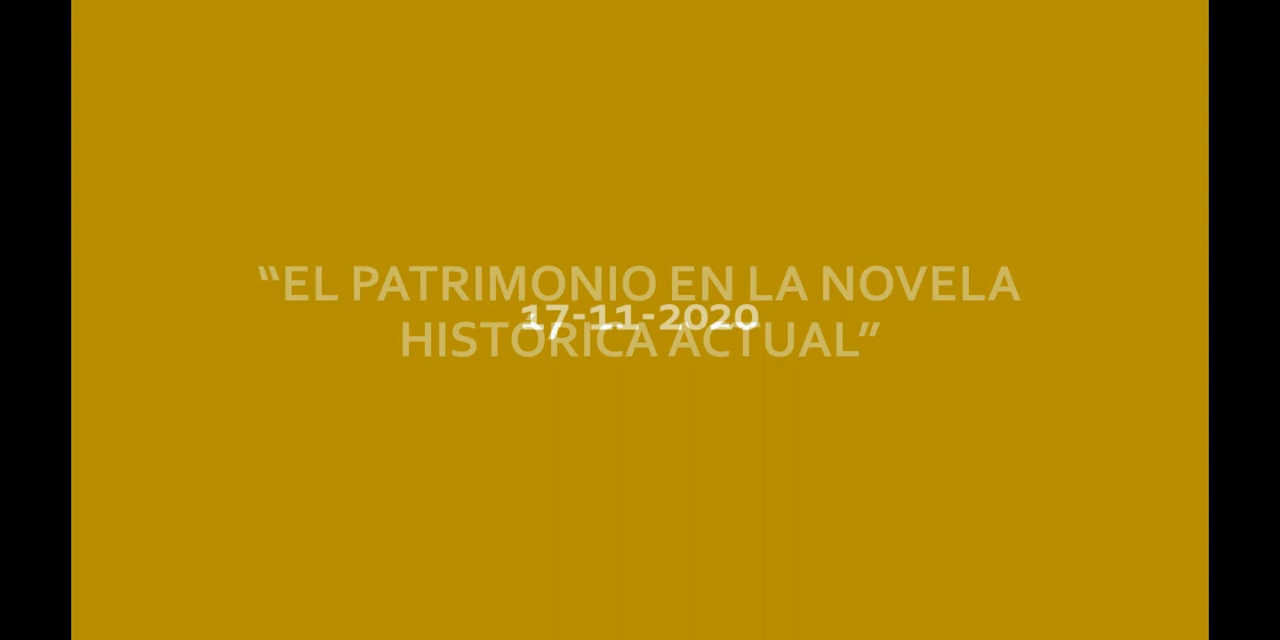 “EL PATRIMONIO EN LA NOVELA
17-11-2020
HISTÓRICA ACTUAL”